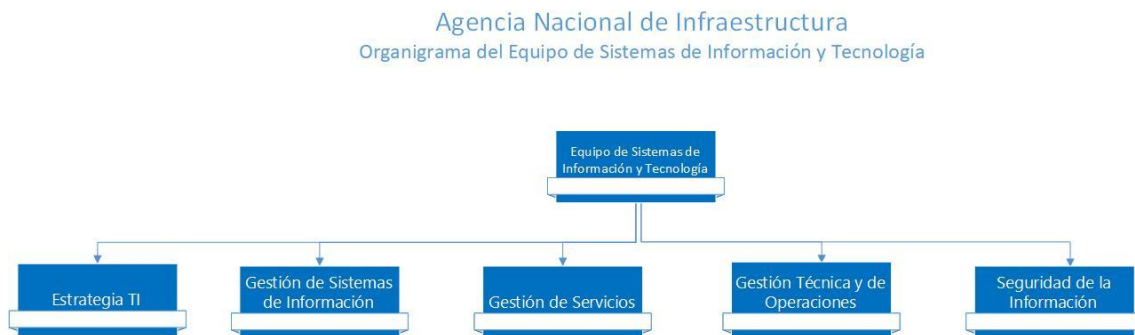 Agencia Nacional de Infraestructura
Organigrama del Equipo de Sistemas de Información y Tecnología
Equipo de Sistemas de
Información y Tecnología
Estrategia TI
Gestión de Sistemas
de Información
Gestión de Servicios
Gestión Técnica y de
Operaciones
Seguridad de la
Información